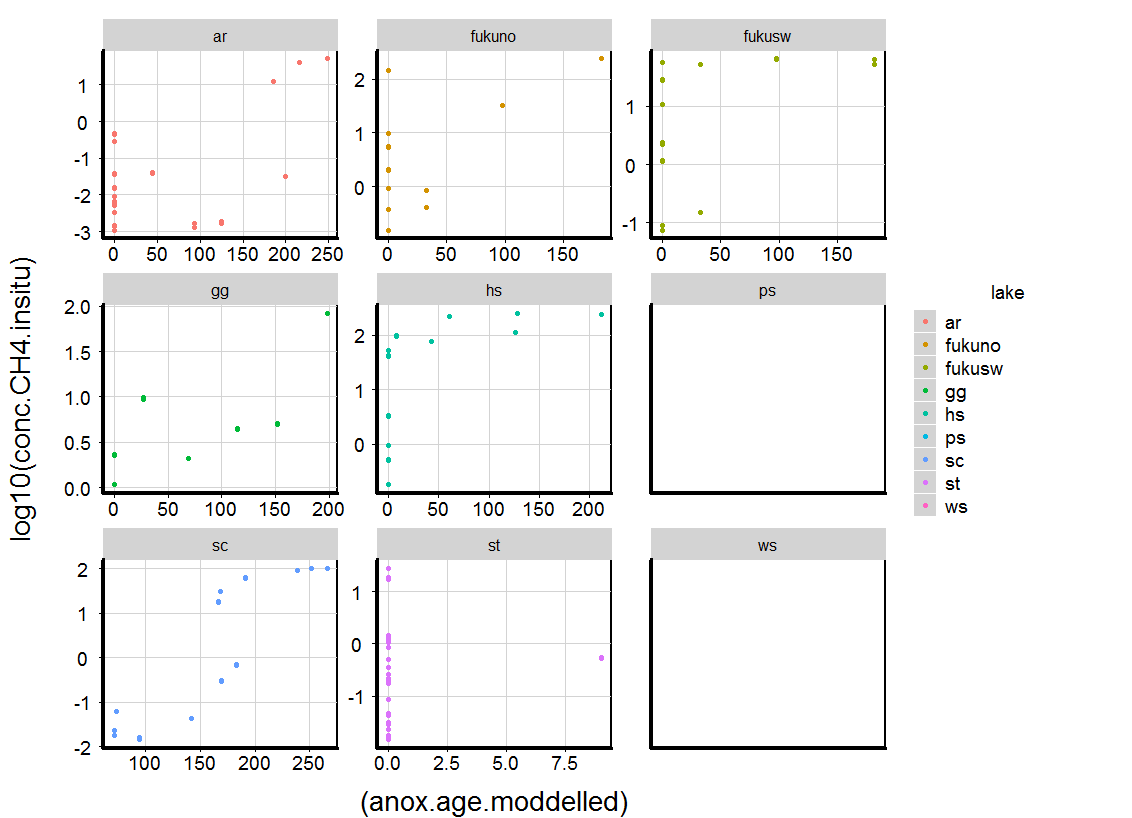 ar
fukuno
fukusw
1
0
-1
-2
-3
0 50 100 150 200 250
2
1
0
0 50 100 150
1
0
-1
0 50 100 150
gg
hs
ps
2.0
1.5
1.0
0.5
0.0
0 50 100 150 200
2
1
0
0 50 100 150 200
sc
st
ws
2
1
0
-1
-2
100 150 200 250
1
0
-1
0.0 2.5 5.0 7.5
log10(conc.CH4.insitu)
(anox.age.moddelled)
lake
ar
fukuno
fukusw
gg
hs
ps
sc
st
ws